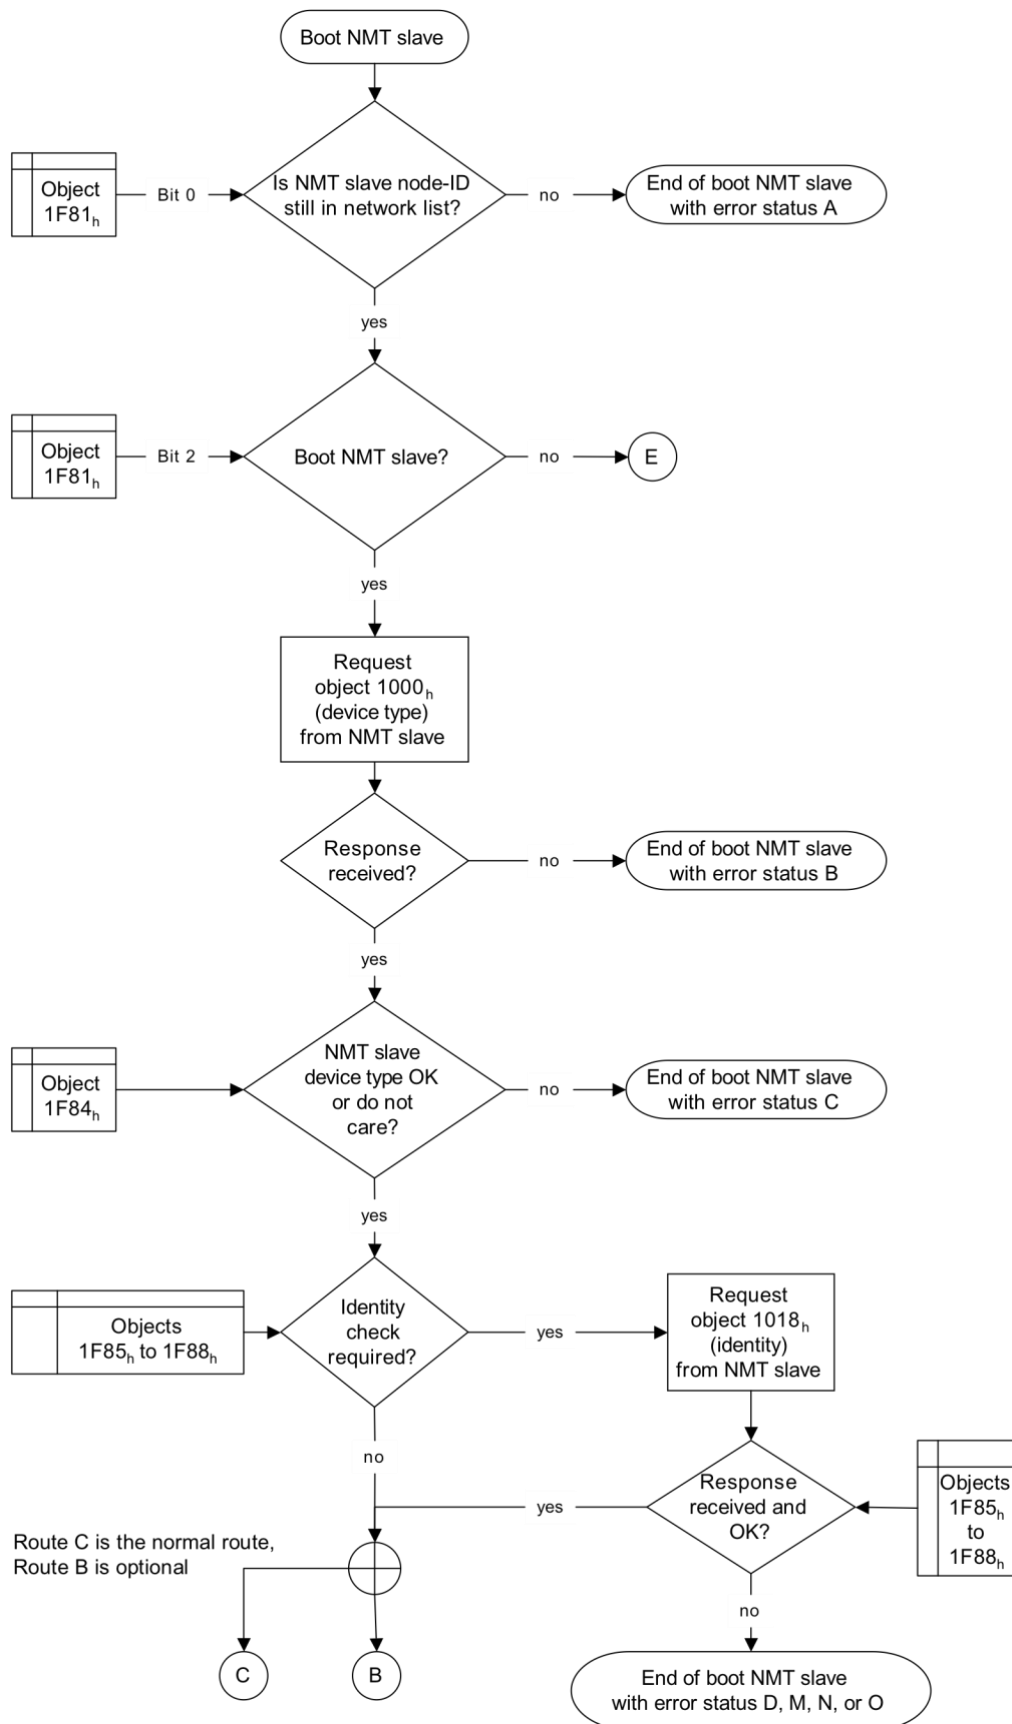 Boot NMT slave
Object
1F81h
Bit 0
Is NMT slave node-ID
still in network list?
no
End of boot NMT slave
with error status A
yes
Object
1F81h
Bit 2
Boot NMT slave?
no
E
yes
Request
object 1000h
(device type)
from NMT slave
Response
received?
no
End of boot NMT slave
with error status B
yes
Object
1F84h
NMT slave
device type OK
or do not
care?
no
End of boot NMT slave
with error status C
yes
Objects
1F85h to 1F88h
Identity
check
required?
yes
Request
object 1018h
(identity)
from NMT slave
no
Response
received and
OK?
Objects
1F85h
to
1F88h
yes
Route C is the normal route,
Route B is optional
no
C
B
End of boot NMT slave
with error status D, M, N, or O